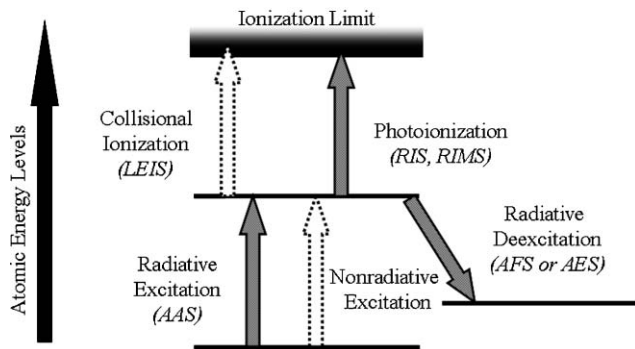 Ionization Limit
Atomic Energy Levels
Collisional
Ionization
(LEIS)
Photoionization
(RIS, RIMS)
Radiative
Excitation
(AAS)
Nonradiative
Excitation
Radiative
Deexcitation
(AFS or AES)